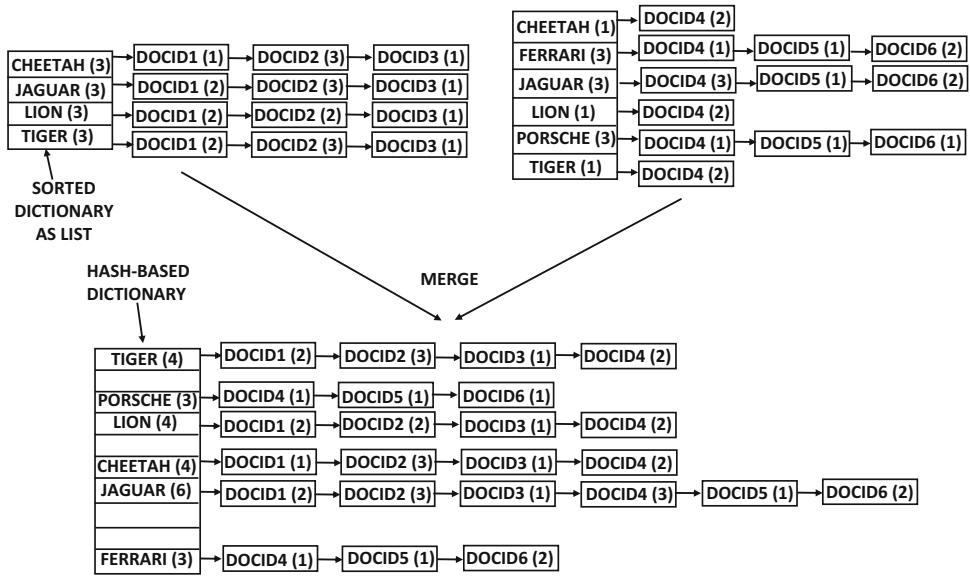 CHEETAH (3) DOCID1 (1) DOCID2 (3) DOCID3 (1)
JAGUAR (3) DOCID1 (2) DOCID2 (3) DOCID3 (1)
LION (3) DOCID1 (2) DOCID2 (2) DOCID3 (1)
TIGER (3) DOCID1 (2) DOCID2 (3) DOCID3 (1)
SORTED
DICTIONARY
AS LIST
CHEETAH (1) DOCID4 (2)
FERRARI (3) DOCID4 (1) DOCID5 (1) DOCID6 (2)
JAGUAR (3) DOCID4 (3) DOCID5 (1) DOCID6 (2)
LION (1) DOCID4 (2)
PORSCHE (3) DOCID4 (1) DOCID5 (1) DOCID6 (1)
TIGER (1) DOCID4 (2)
MERGE
HASH-BASED
DICTIONARY
TIGER (4) DOCID1 (2) DOCID2 (3) DOCID3 (1) DOCID4 (2)
PORSCHE (3) DOCID4 (1) DOCID5 (1) DOCID6 (1)
LION (4) DOCID1 (2) DOCID2 (2) DOCID3 (1) DOCID4 (2)
CHEETAH (4) DOCID1 (1) DOCID2 (3) DOCID3 (1) DOCID4 (2)
JAGUAR (6) DOCID1 (2) DOCID2 (3) DOCID3 (1) DOCID4 (3) DOCID5 (1) DOCID6 (2)
FERRARI (3) DOCID4 (1) DOCID5 (1) DOCID6 (2)